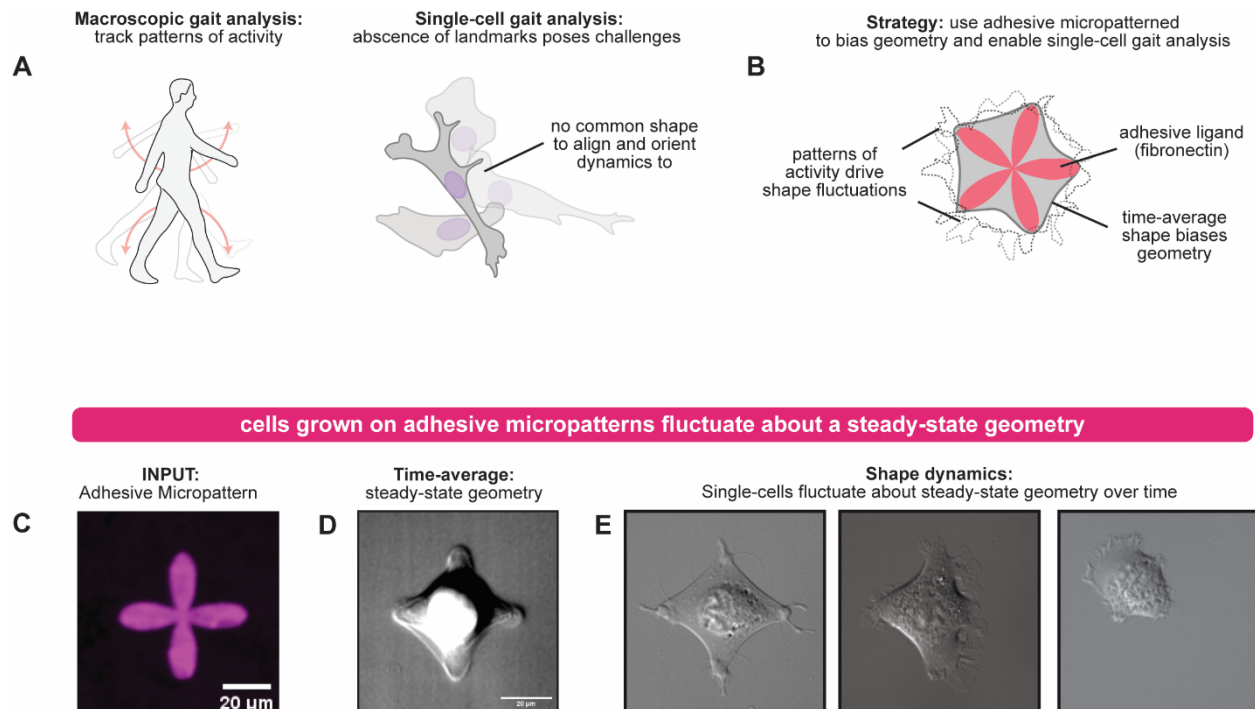 Macroscopic gait analysis:
track patterns of activity
Single-cell gait analysis:
abscence of landmarks poses challenges
Strategy: use adhesive micropatterned
to bias geometry and enable single-cell gait analysis
A
no common shape
to align and orient
dynamics to
B
patterns of
activity drive
shape fluctuations
adhesive ligand
(fibronectin)
time-average
shape biases
geometry
cells grown on adhesive micropatterns fluctuate about a steady-state geometry
INPUT:
Adhesive Micropattern
Time-average:
steady-state geometry
Shape dynamics:
Single-cells fluctuate about steady-state geometry over time
C
20 μm
D
20 μm
E